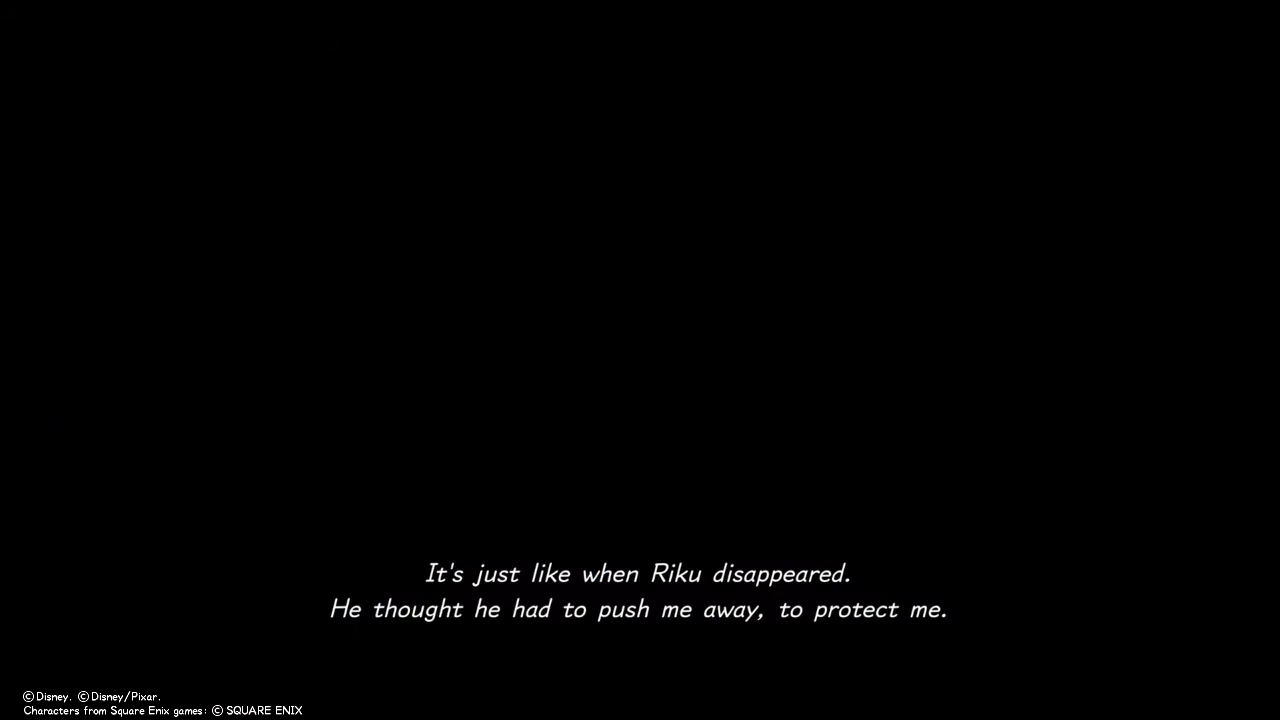 It's just like when Riku disappeared.
He thought he had to push me away, to protect me.
©Disney. ©Disney/Pixar.
Characters from Square Enix games: © SQUARE ENIX